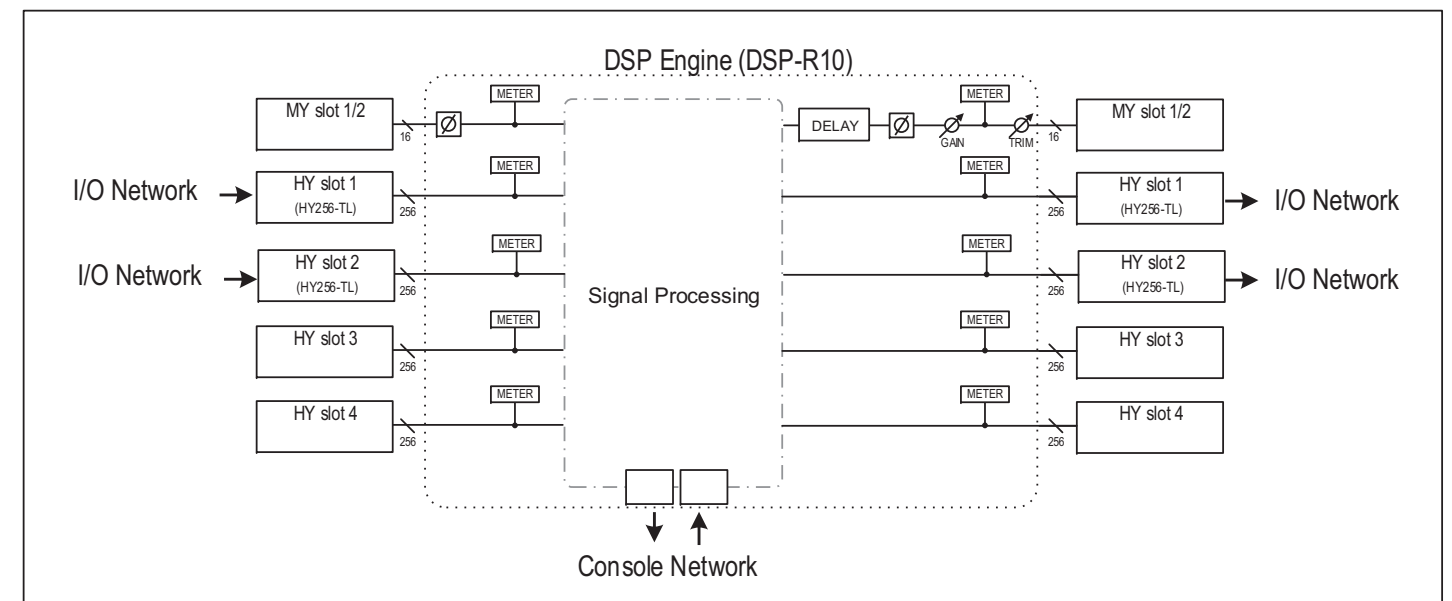 DSP Engine (DSP-R10)
METER
METER
MY slot 1/2
MY slot 1/2
Ø
DELAY
Ø
16
GAIN
TRIM
16
METER
METER
I/O Network
HY slot 1
(HY256-TL)
256
256
HY slot 1
(HY256-TL)
I/O Network
METER
METER
I/O Network
HY slot 2
(HY256-TL)
256
Signal Processing
256
HY slot 2
(HY256-TL)
I/O Network
METER
METER
HY slot 3
256
256
HY slot 3
METER
METER
HY slot 4
256
256
HY slot 4
Console Network